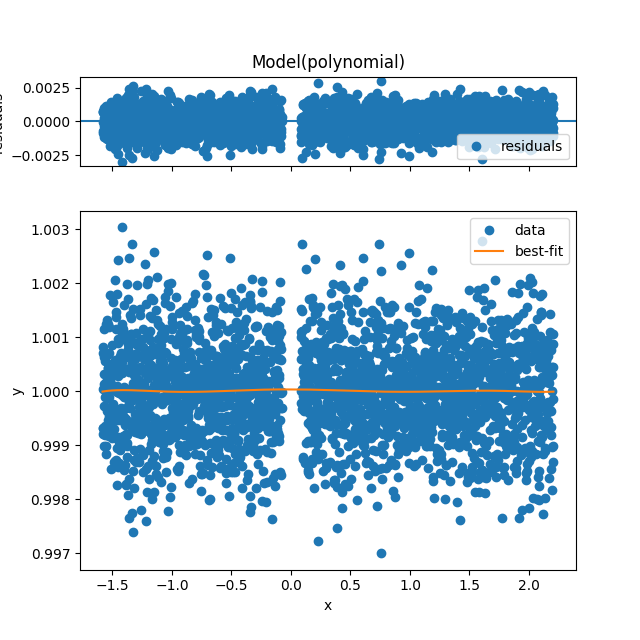 Model(polynomial)
0.0025
0.0000
−0.0025
residuals
residuals
1.003
1.002
1.001
1.000
0.999
0.998
0.997
y
data
best-fit
−1.5 −1.0 −0.5 0.0 0.5 1.0 1.5 2.0
x